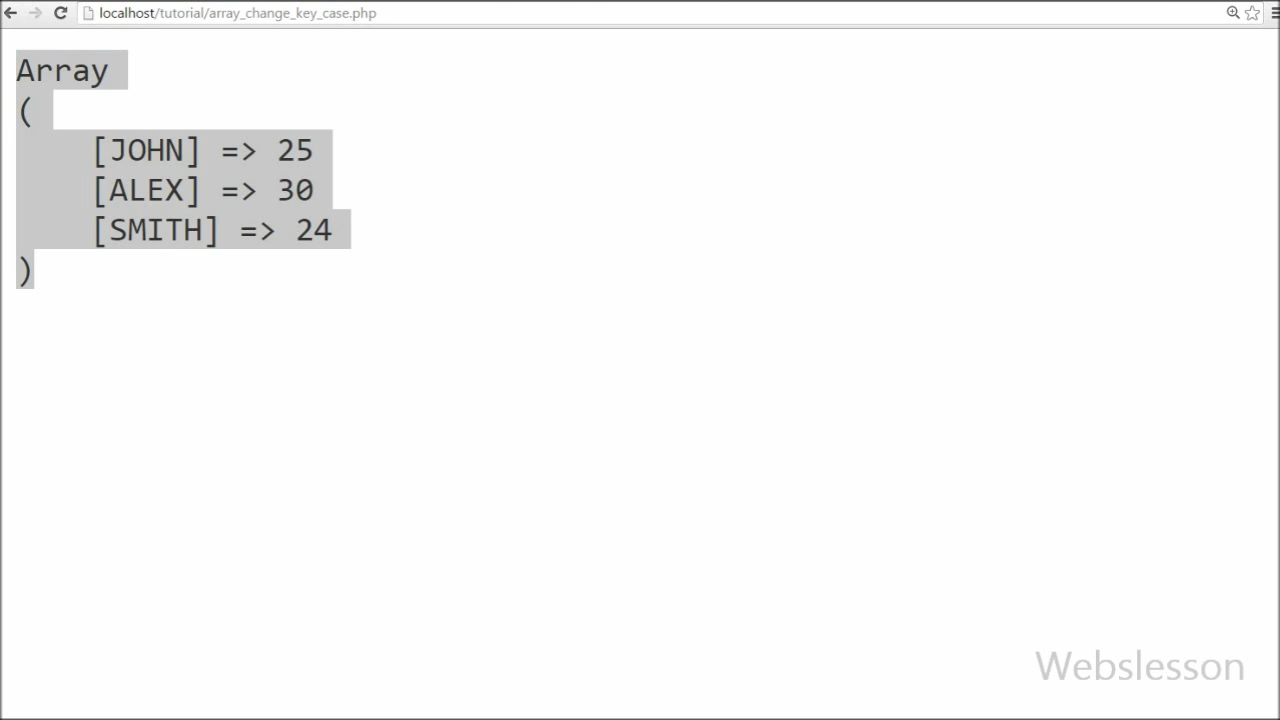 localhost/tutorial/array_change_key_case.php
Array
(
    [JOHN] => 25
    [ALEX] => 30
    [SMITH] => 24
)
Webslesson